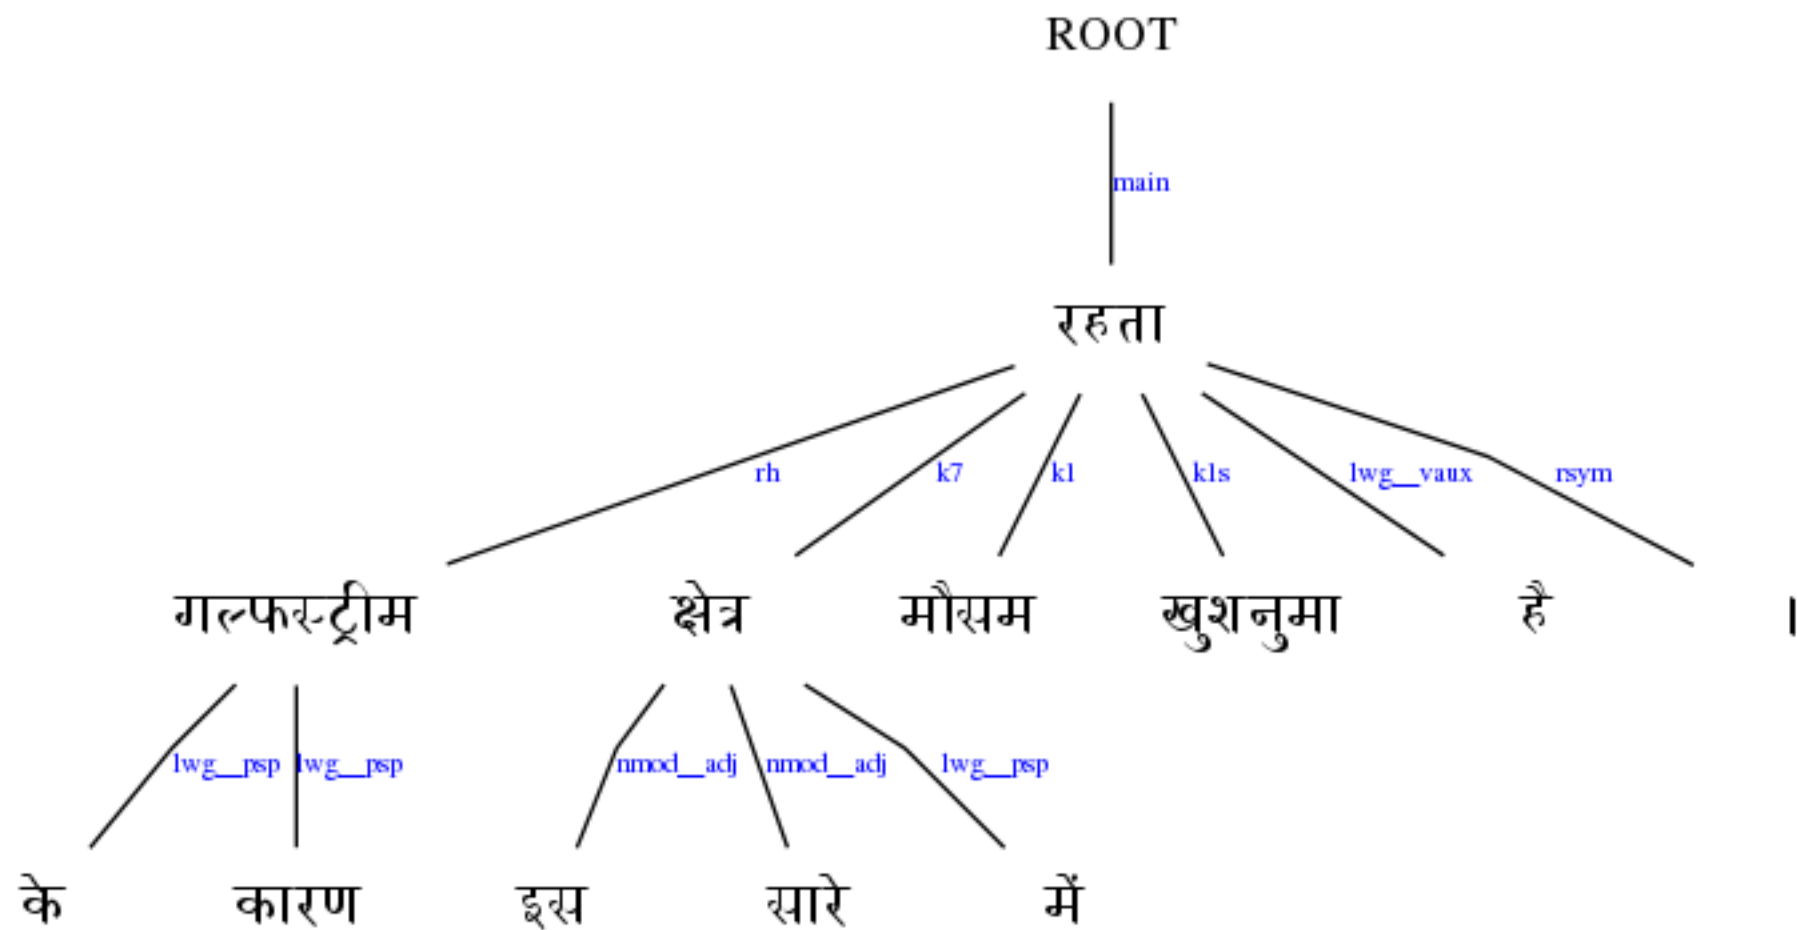 ROOT
main
रहता
rh k7 k1 k1s lwg__vaux rsym
गल्फस्ट्रीम क्षेत्र मौसम खुशनुमा है ।
lwg__psp lwg__psp nmod__adj nmod__adj lwg__psp
के कारण इस सारे में